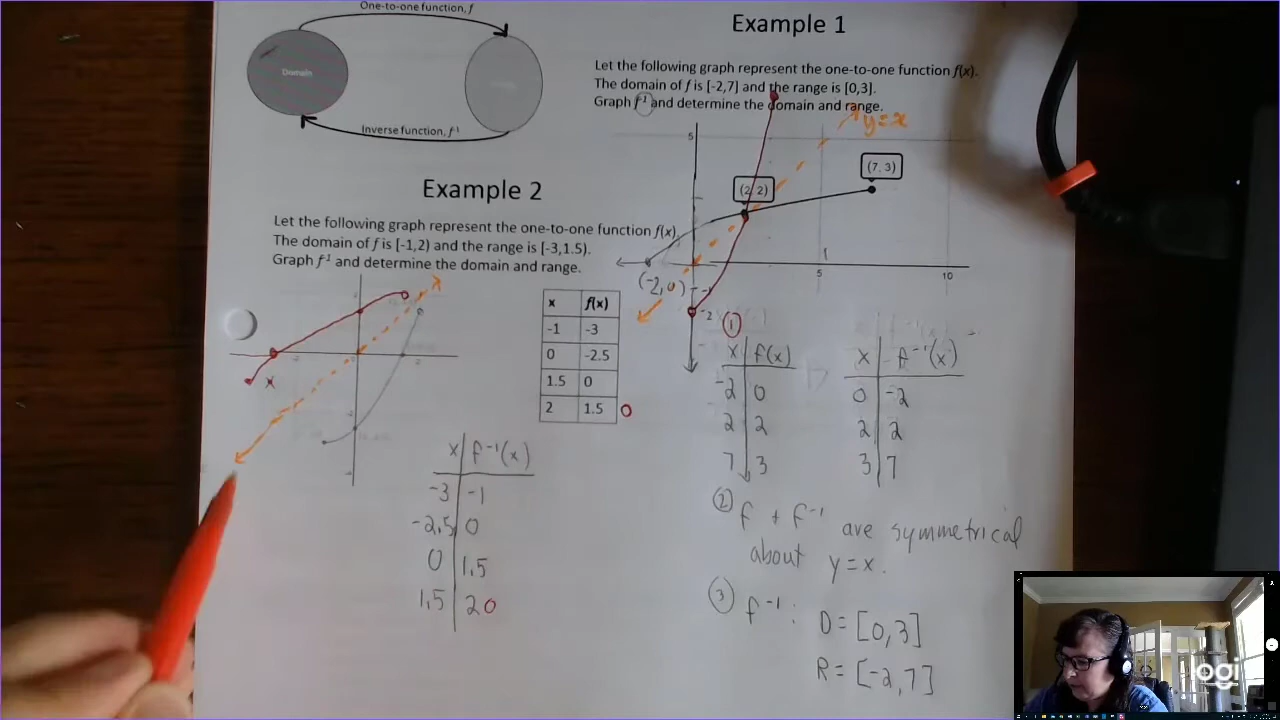 One-to-one function, f
Domain
Inverse function, f⁻¹
Example 1
Let the following graph represent the one-to-one function f(x).
The domain of f is [-2,7] and the range is [0,3].
Graph f⁻¹ and determine the domain and range.
y=x
5
(7, 3)
(2, 2)
5
10
(-2,0)
-1
-2
Example 2
Let the following graph represent the one-to-one function f(x).
The domain of f is [-1,2) and the range is [-3,1.5).
Graph f⁻¹ and determine the domain and range.
x f(x)
-1 -3
0 -2.5
1.5 0
2 1.5 o
x
x f⁻¹(x)
-3 -1
-2.5 0
0 1.5
1.5 2 o
①
x f(x)
-2 0
2 2
7 3
x f⁻¹(x)
0 -2
2 2
3 7
② f + f⁻¹ are symmetrical
about y=x.
③ f⁻¹: D=[0,3]
R=[-2,7]
ogi